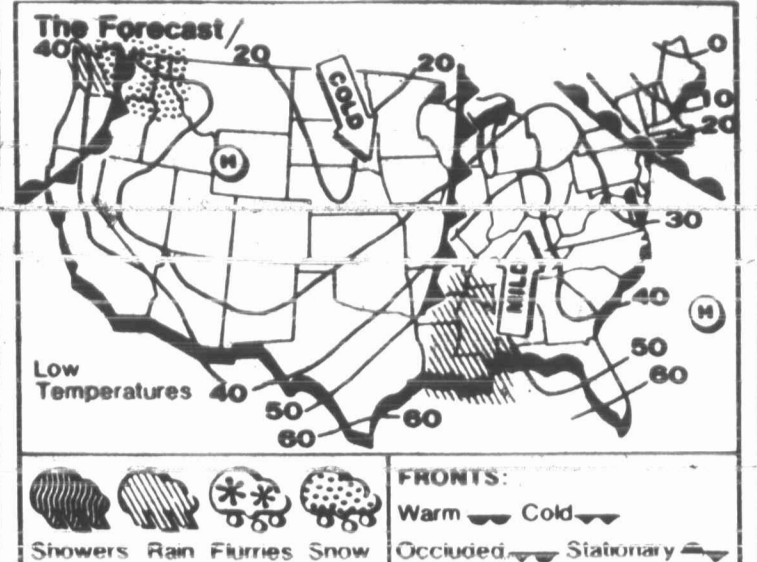 The Forecast
40
20
COLD
20
0
10
20
H
30
MILD
40
H
50
60
Low
Temperatures
40
50
60
60
FRONTS:
Warm Cold
Showers Rain Flurries Snow
Occluded Stationary